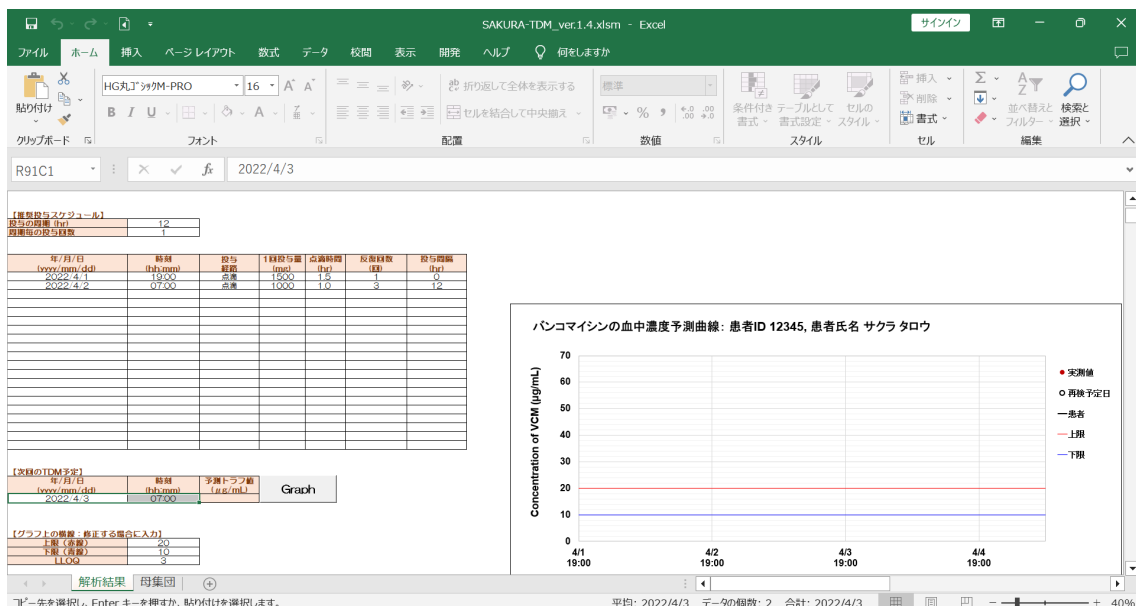 SAKURA-TDM_ver.1.4.xlsm - Excel
サインイン
ファイル ホーム 挿入 ページ レイアウト 数式 データ 校閲 表示 開発 ヘルプ 何をしますか
貼り付け
HG丸ｺﾞｼｯｸM-PRO 16
折り返して全体を表示する
標準
セルを結合して中央揃え
条件付き書式 テーブルとして書式設定 セルのスタイル
挿入
削除
書式
並べ替えとフィルター 検索と選択
クリップボード フォント 配置 数値 スタイル セル 編集
R91C1 fx 2022/4/3
【推奨投与スケジュール】
投与の周期 (hr) 12
周期毎の投与回数 1
年/月/日 (yyyy/mm/dd) 時刻 (hh:mm) 投与経路 1回投与量 (mg) 点滴時間 (hr) 反復回数 (回) 投与間隔 (hr)
2022/4/1 19:00 点滴 1500 1.5 1 0
2022/4/2 07:00 点滴 1000 1.0 3 12
【次回のTDM予定】
年/月/日 (yyyy/mm/dd) 時刻 (hh:mm) 予測トラフ値 (μg/mL)
2022/4/3 07:00
Graph
【グラフ上の横線：修正する場合に入力】
上限（赤線） 20
下限（青線） 10
LLOQ 3
バンコマイシンの血中濃度予測曲線： 患者ID 12345, 患者氏名 サクラ タロウ
Concentration of VCM (μg/mL)
70
60
50
40
30
20
10
0
4/1 19:00
4/2 19:00
4/3 19:00
4/4 19:00
実測値
再検予定日
患者
上限
下限
解析結果 母集団
コピー先を選択し、Enter キーを押すか、貼り付けを選択します。
平均: 2022/4/3 データの個数: 2 合計: 2022/4/3
40%